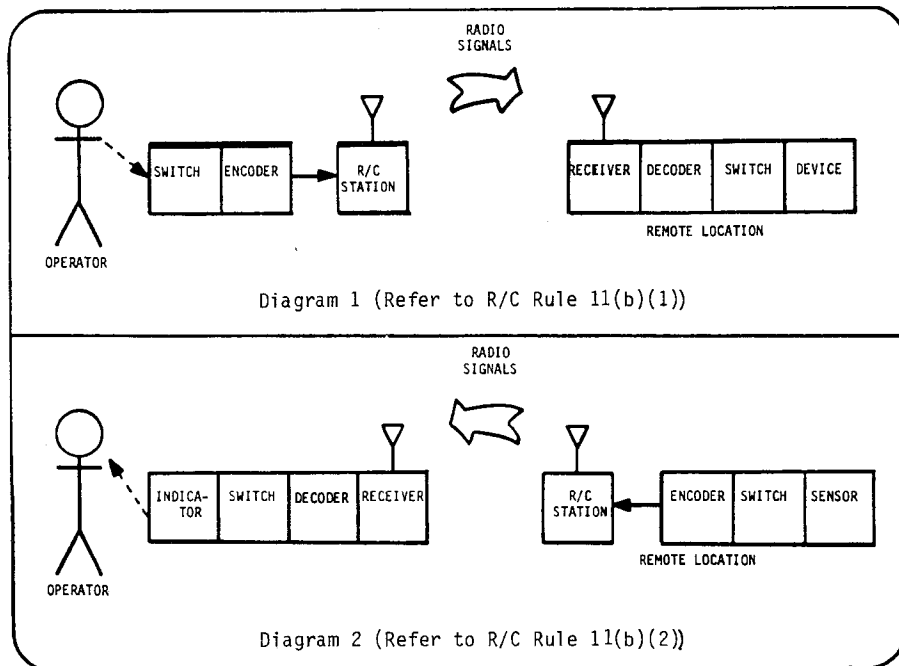 RADIO
SIGNALS
SWITCH ENCODER
R/C
STATION
RECEIVER DECODER SWITCH DEVICE
REMOTE LOCATION
OPERATOR
Diagram 1 (Refer to R/C Rule 11(b)(1))
RADIO
SIGNALS
INDICA-
TOR
SWITCH DECODER RECEIVER
R/C
STATION
ENCODER SWITCH SENSOR
REMOTE LOCATION
OPERATOR
Diagram 2 (Refer to R/C Rule 11(b)(2))